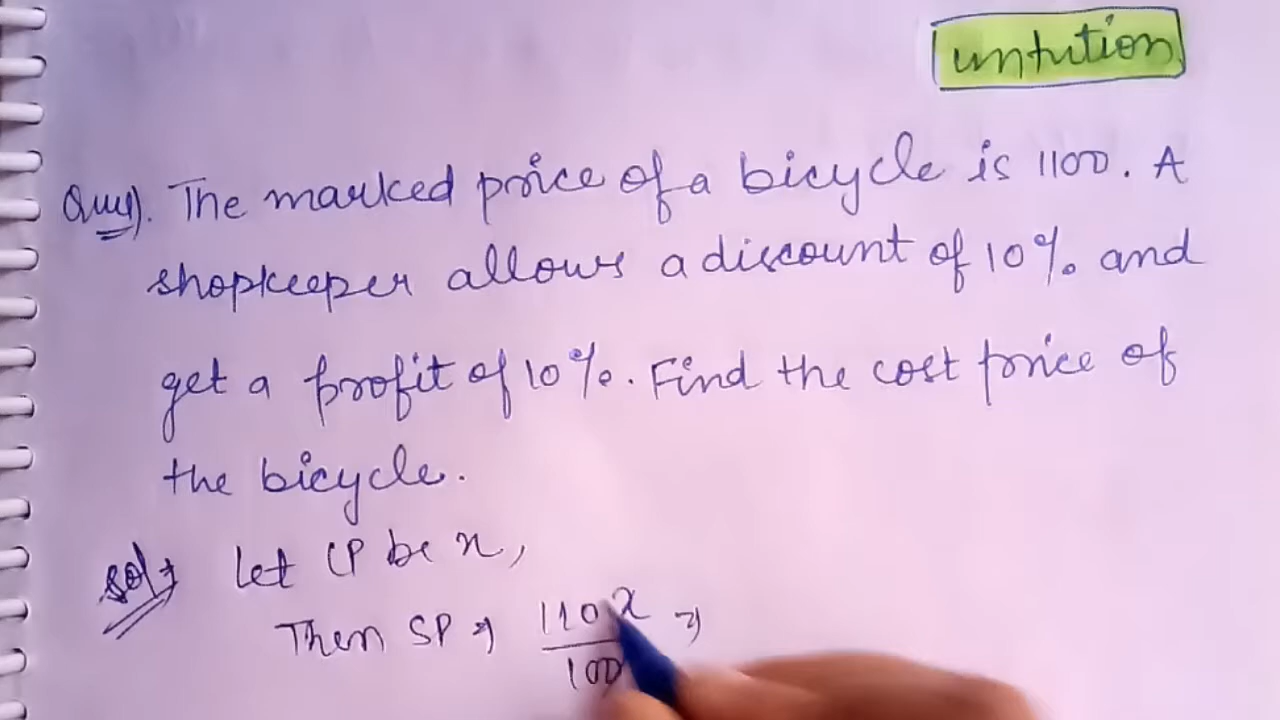 untution
Ques). The marked price of a bicycle is 1100. A
shopkeeper allows a discount of 10% and
get a profit of 10%. Find the cost price of
the bicycle.
Sol⇒ Let CP be x,
Then SP ⇒ 110x ⇒
100